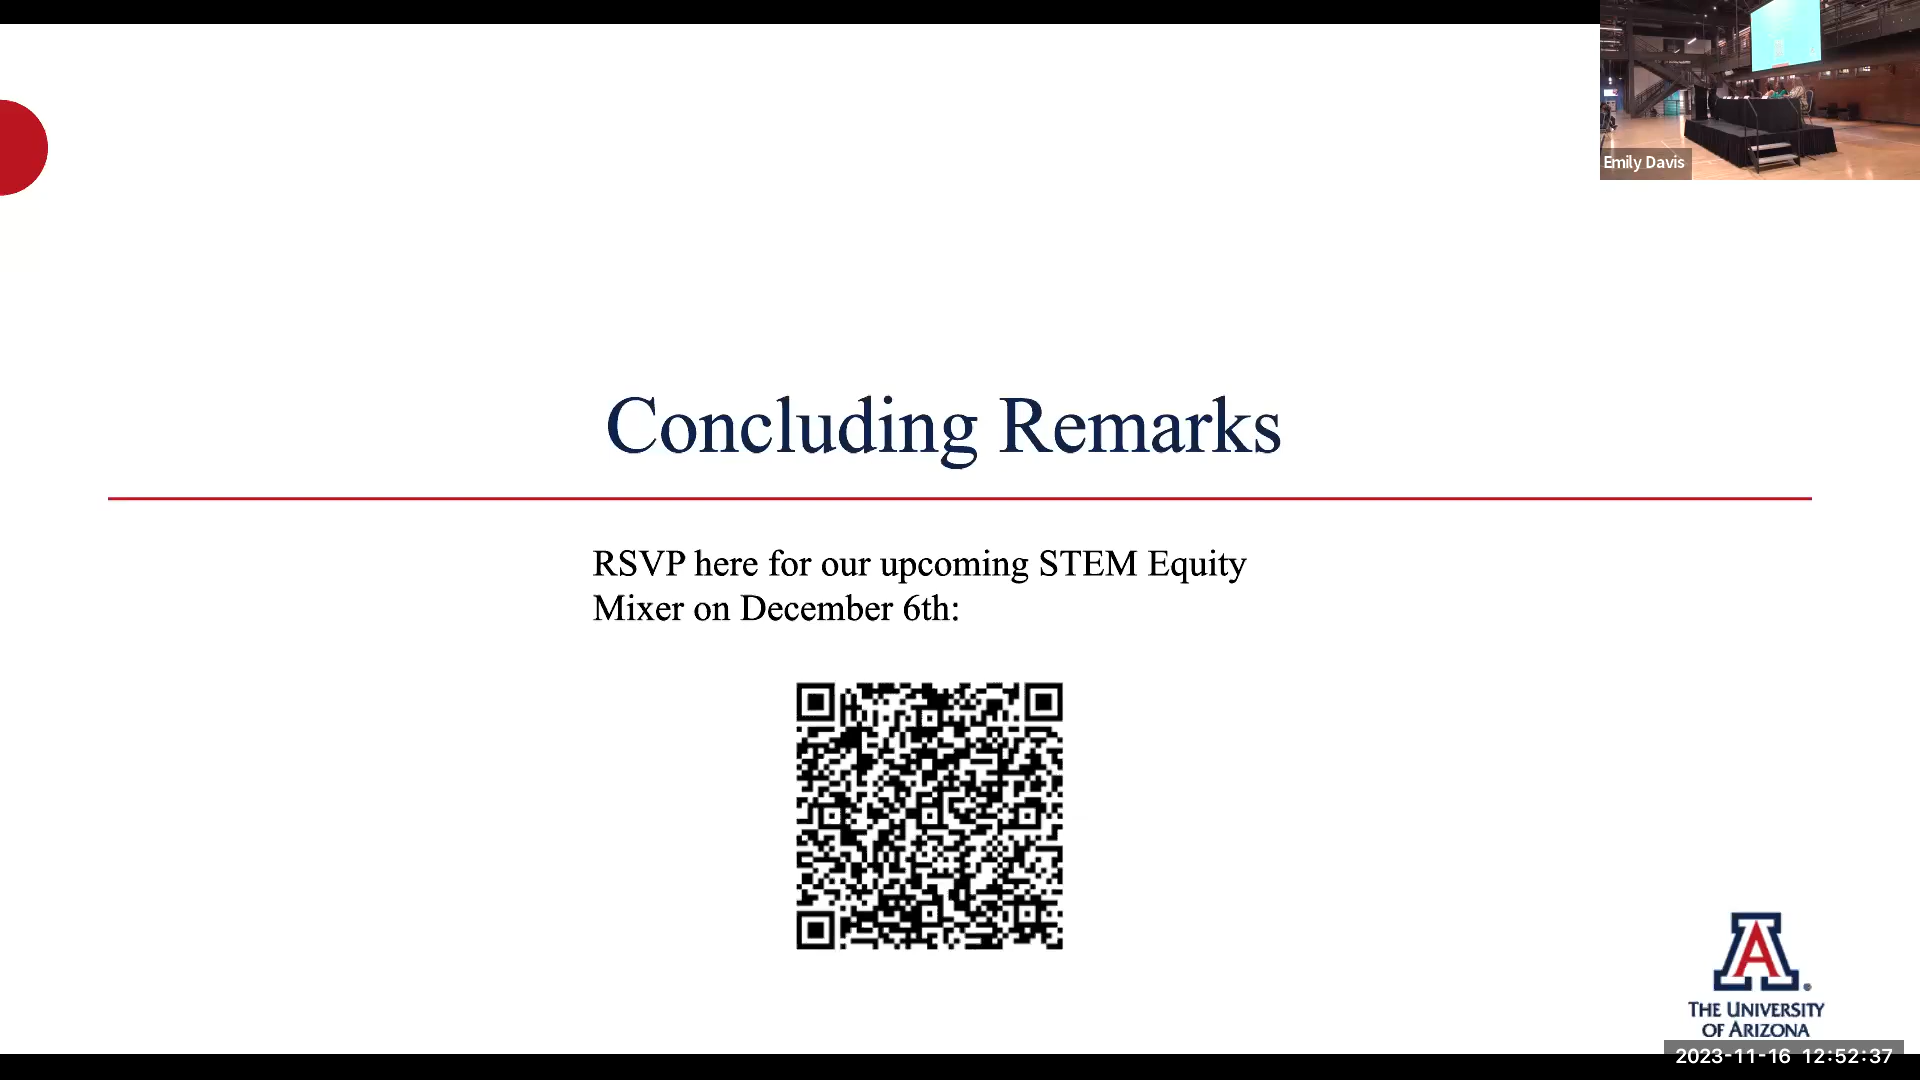 Emily Davis
Concluding Remarks
RSVP here for our upcoming STEM Equity
Mixer on December 6th:
A
THE UNIVERSITY
OF ARIZONA
2023-11-16 12:52:37